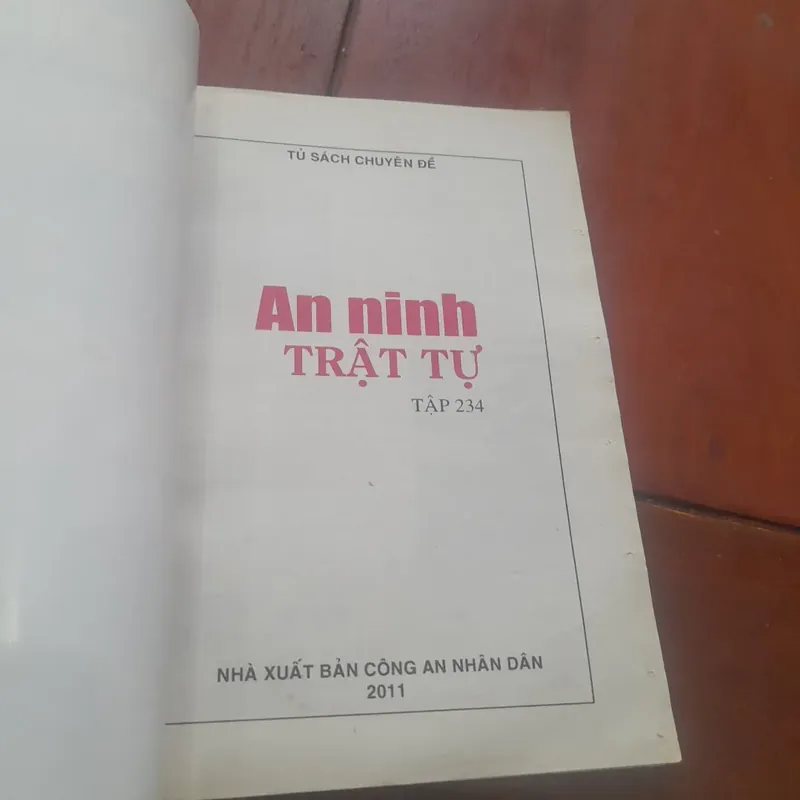 TỦ SÁCH CHUYÊN ĐỀ
An ninh
TRẬT TỰ
TẬP 234
NHÀ XUẤT BẢN CÔNG AN NHÂN DÂN
2011